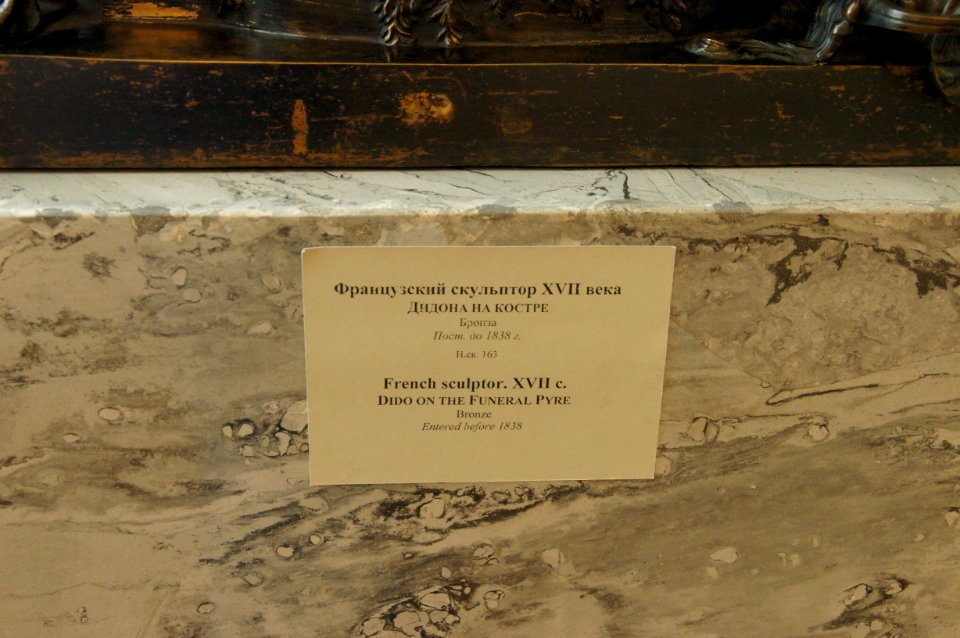 Французский скульптор XVII века
ДИДОНА НА КОСТРЕ
Бронза
Пост. до 1838 г.
Н.ск. 163
French sculptor. XVII c.
DIDO ON THE FUNERAL PYRE
Bronze
Entered before 1838